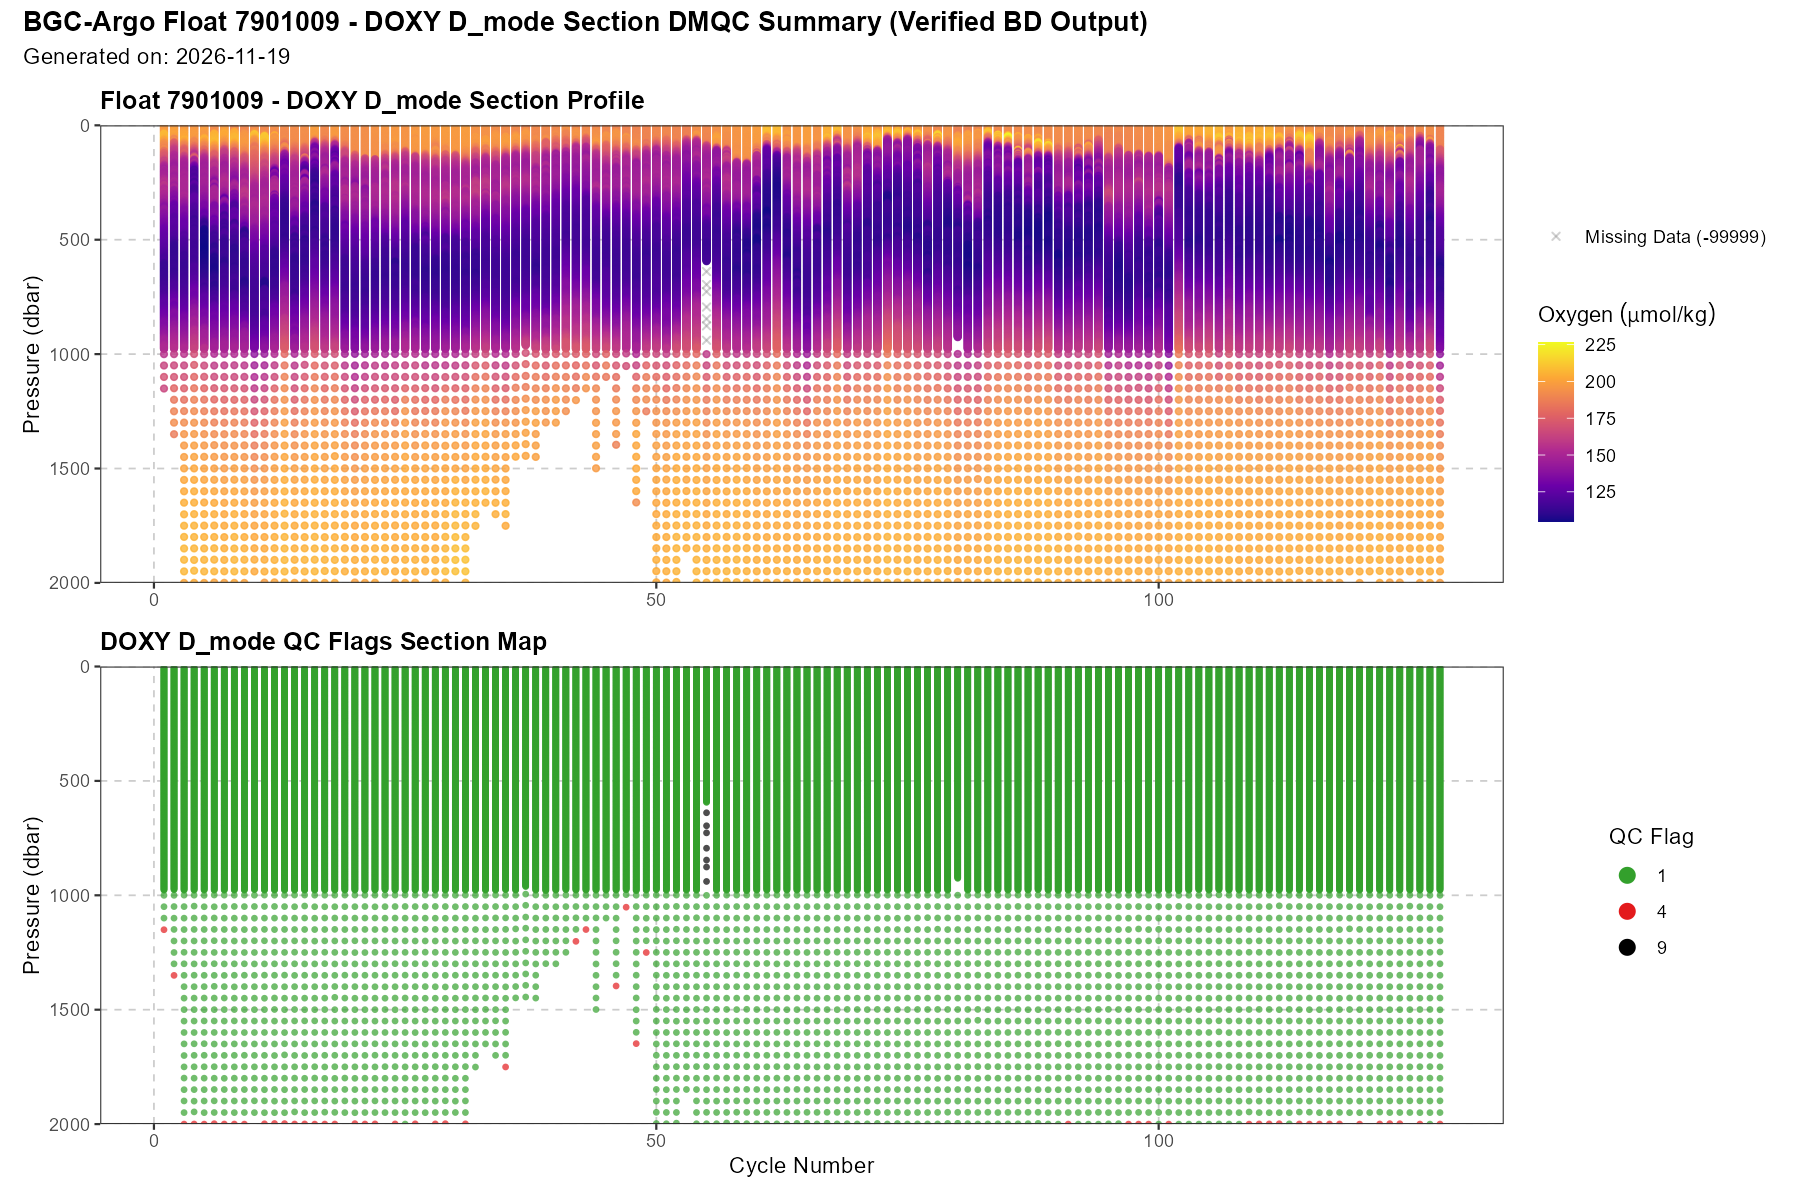 BGC-Argo Float 7901009 - DOXY D_mode Section DMQC Summary (Verified BD Output)
Generated on: 2026-11-19
Float 7901009 - DOXY D_mode Section Profile
Pressure (dbar)
0
500
1000
1500
2000
0
50
100
Missing Data (-99999)
Oxygen (μmol/kg)
225
200
175
150
125
DOXY D_mode QC Flags Section Map
Pressure (dbar)
0
500
1000
1500
2000
0
50
100
Cycle Number
QC Flag
1
4
9